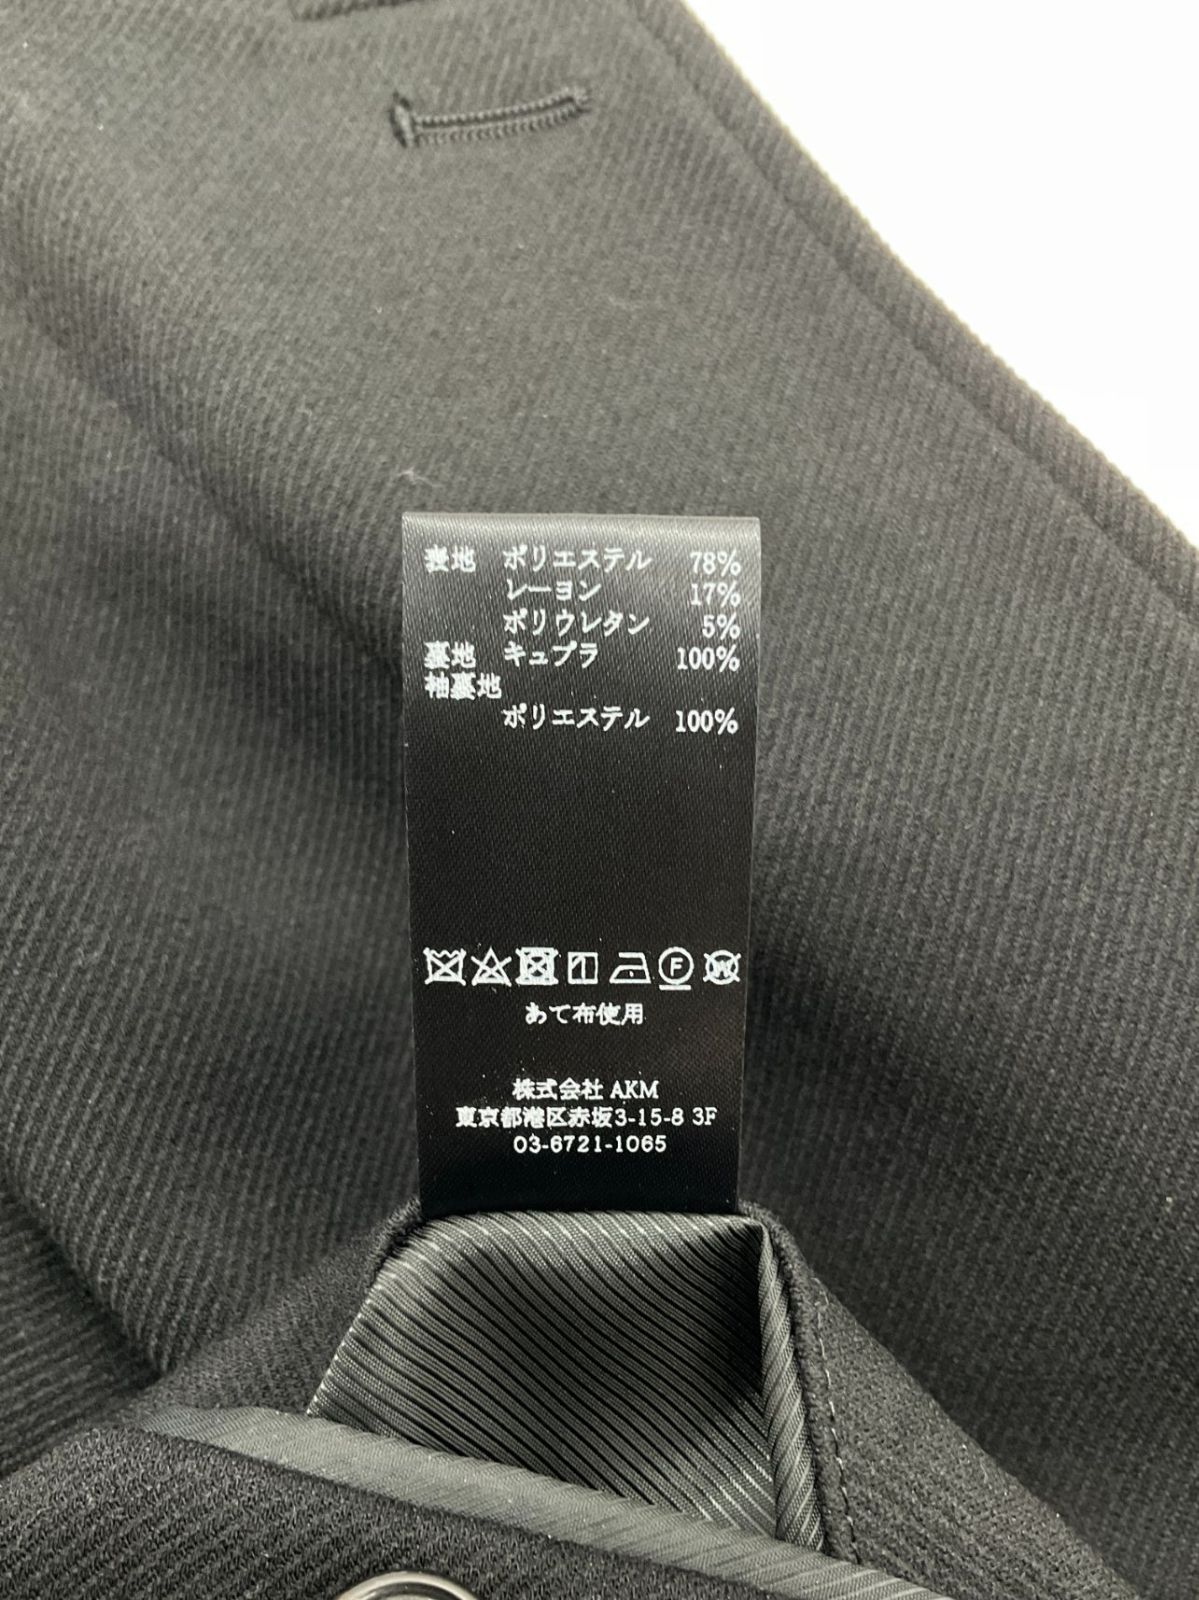 表地 ポリエステル 78%
レーヨン 17%
ポリウレタン 5%
裏地 キュプラ 100%
袖裏地
ポリエステル 100%
F W
あて布使用
株式会社 AKM
東京都港区赤坂3-15-8 3F
03-6721-1065